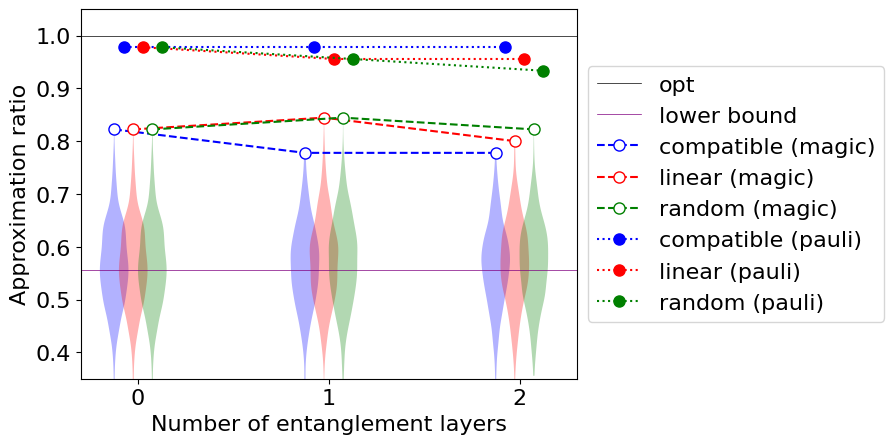 1.0
0.9
0.8
0.7
0.6
0.5
0.4
Approximation ratio
0
1
2
Number of entanglement layers
opt
lower bound
compatible (magic)
linear (magic)
random (magic)
compatible (pauli)
linear (pauli)
random (pauli)